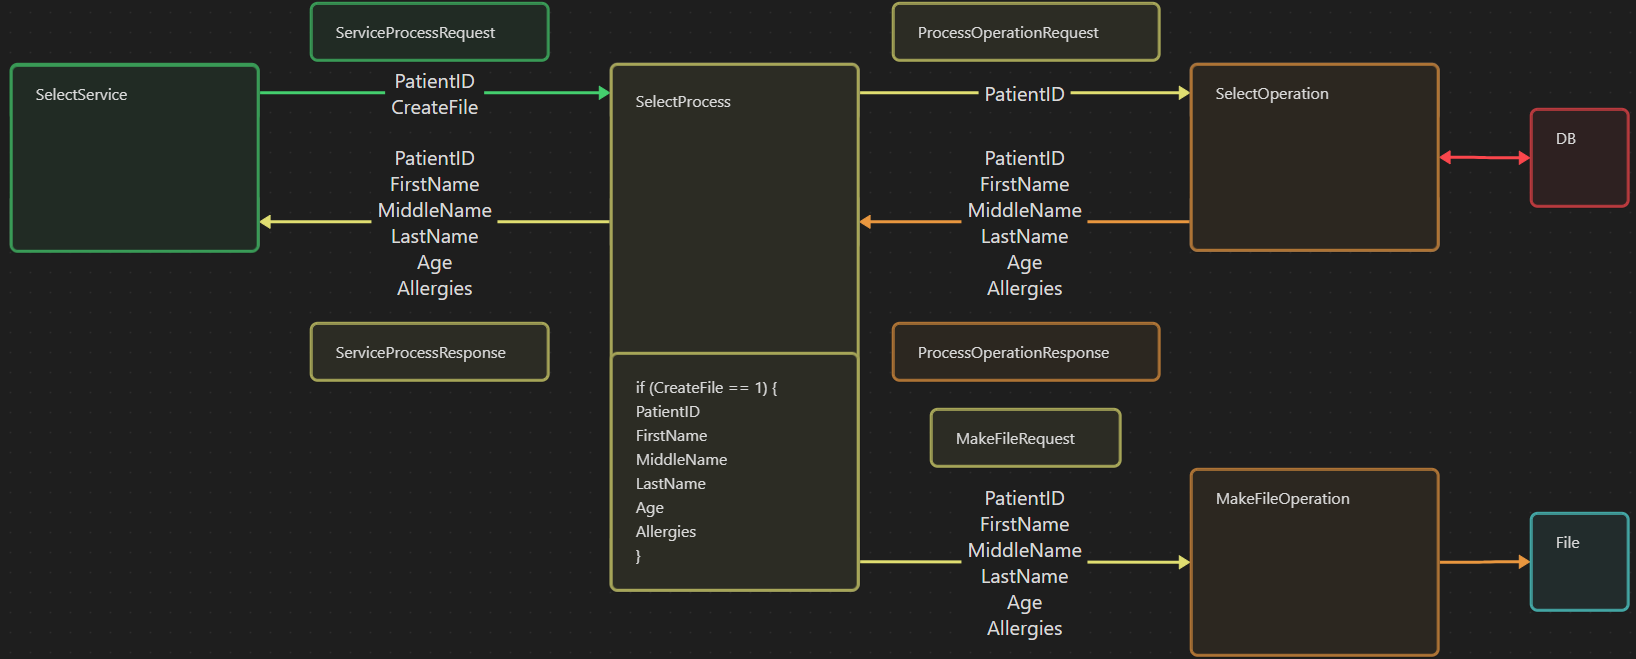 ServiceProcessRequest
ProcessOperationRequest
SelectService
PatientID
CreateFile
SelectProcess
PatientID
SelectOperation
DB
PatientID
FirstName
MiddleName
LastName
Age
Allergies
PatientID
FirstName
MiddleName
LastName
Age
Allergies
ServiceProcessResponse
ProcessOperationResponse
if (CreateFile == 1) {
PatientID
FirstName
MiddleName
LastName
Age
Allergies
}
MakeFileRequest
PatientID
FirstName
MiddleName
LastName
Age
Allergies
MakeFileOperation
File